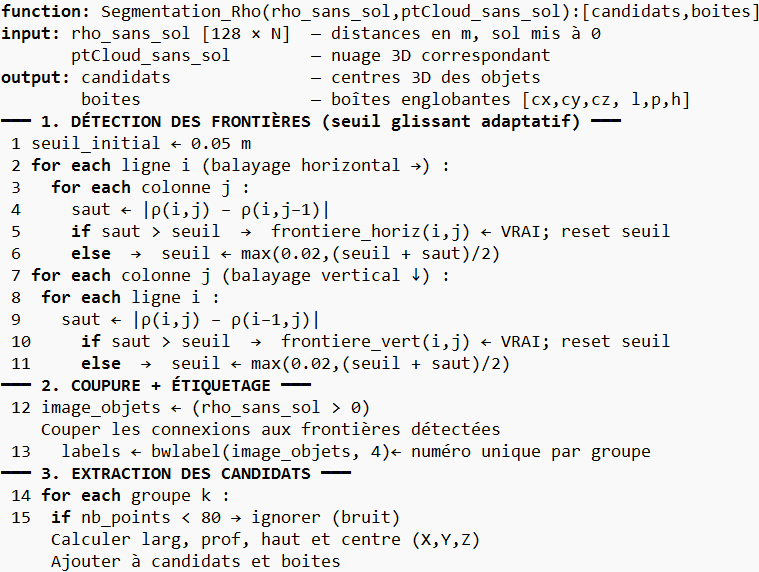 function: Segmentation_Rho(rho_sans_sol,ptCloud_sans_sol):[candidats,boites]
input: rho_sans_sol [128 × N]  — distances en m, sol mis à 0
ptCloud_sans_sol — nuage 3D correspondant
output: candidats — centres 3D des objets
boites — boîtes englobantes [cx,cy,cz, l,p,h]
━━━ 1. DÉTECTION DES FRONTIÈRES (seuil glissant adaptatif) ━━━
1 seuil_initial ← 0.05 m
2 for each ligne i (balayage horizontal →) :
3 for each colonne j :
4 saut ← |ρ(i,j) − ρ(i,j−1)|
5 if saut > seuil → frontiere_horiz(i,j) ← VRAI; reset seuil
6 else → seuil ← max(0.02,(seuil + saut)/2)
7 for each colonne j (balayage vertical ↓) :
8 for each ligne i :
9 saut ← |ρ(i,j) − ρ(i−1,j)|
10 if saut > seuil → frontiere_vert(i,j) ← VRAI; reset seuil
11 else → seuil ← max(0.02,(seuil + saut)/2)
━━━ 2. COUPURE + ÉTIQUETAGE ━━━
12 image_objets ← (rho_sans_sol > 0)
Couper les connexions aux frontières détectées
13 labels ← bwlabel(image_objets, 4)← numéro unique par groupe
━━━ 3. EXTRACTION DES CANDIDATS ━━━
14 for each groupe k :
15 if nb_points < 80 → ignorer (bruit)
Calculer larg, prof, haut et centre (X,Y,Z)
Ajouter à candidats et boites